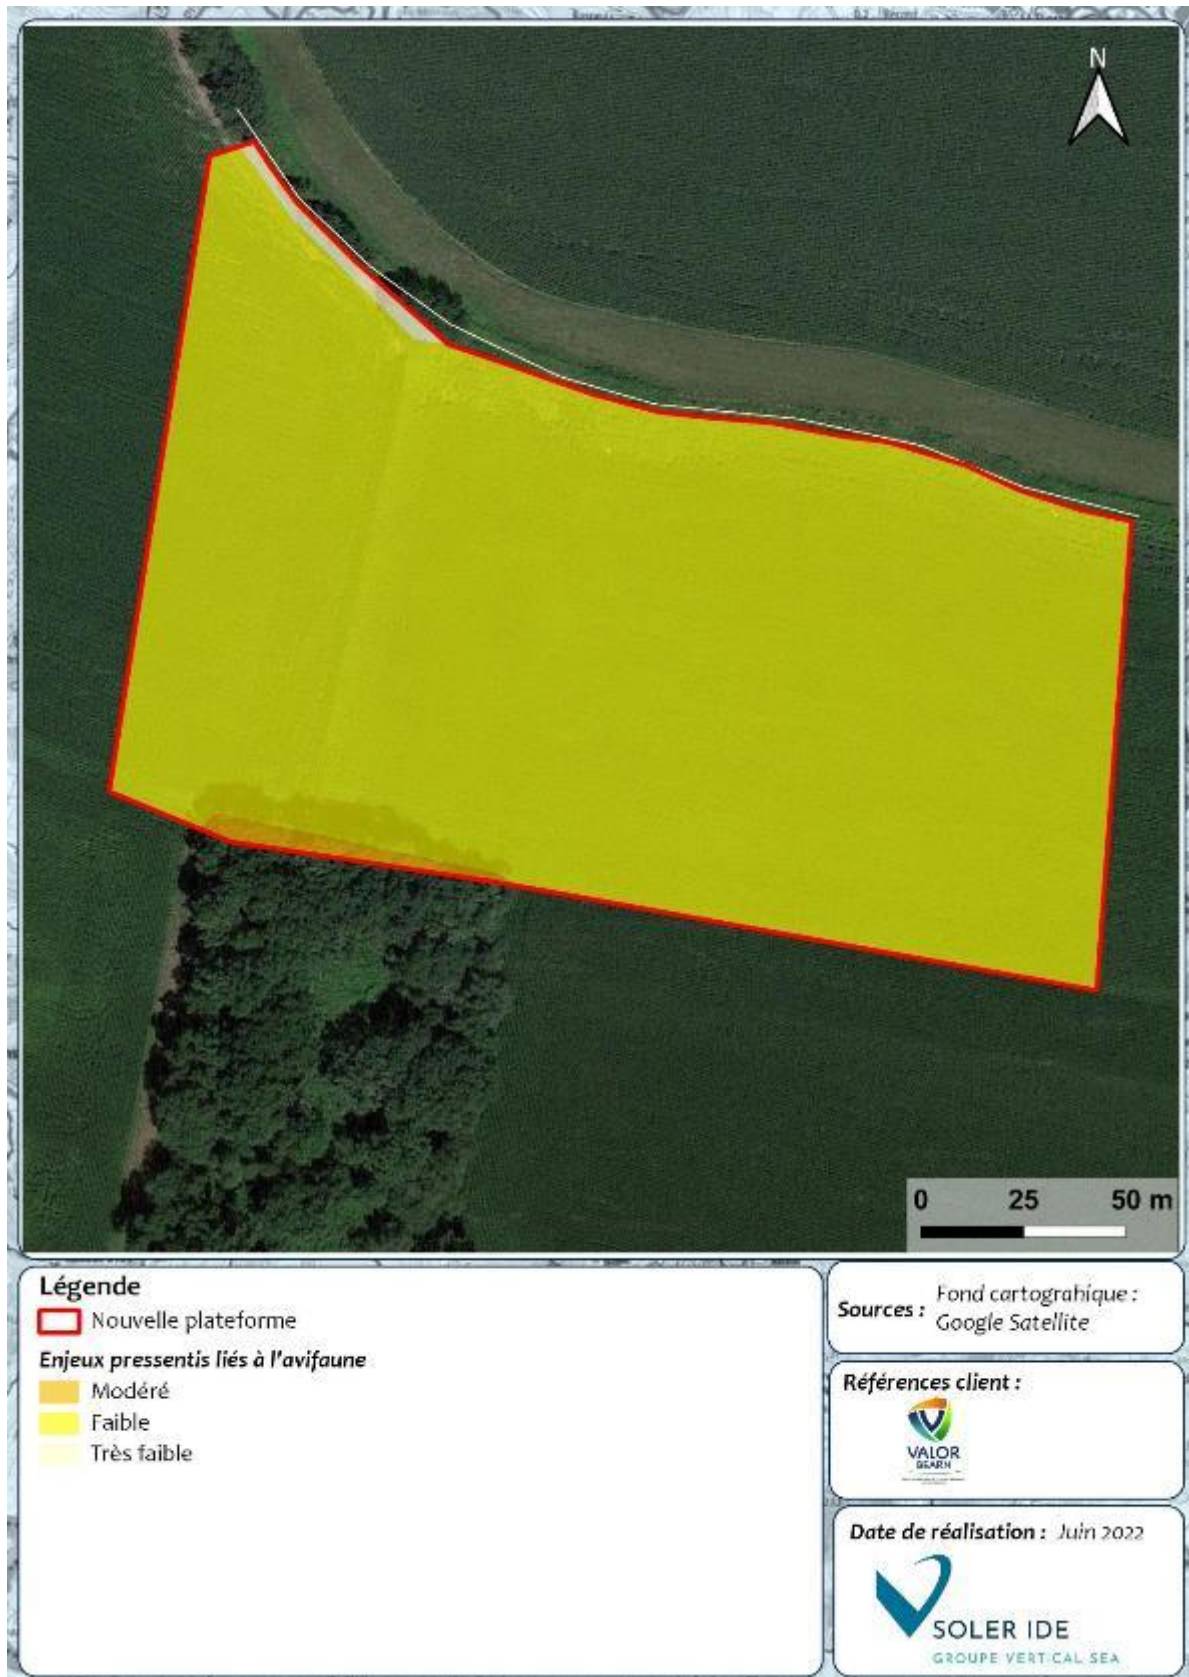 N
0 25 50 m
Légende
Nouvelle plateforme
Enjeux pressentis liés à l'avifaune
Modéré
Faible
Très faible
Sources :
Fond cartograhique :
Google Satellite
Références client :
VALOR
BEARN
Date de réalisation : Juin 2022
SOLER IDE
GROUPE VERTICAL SEA